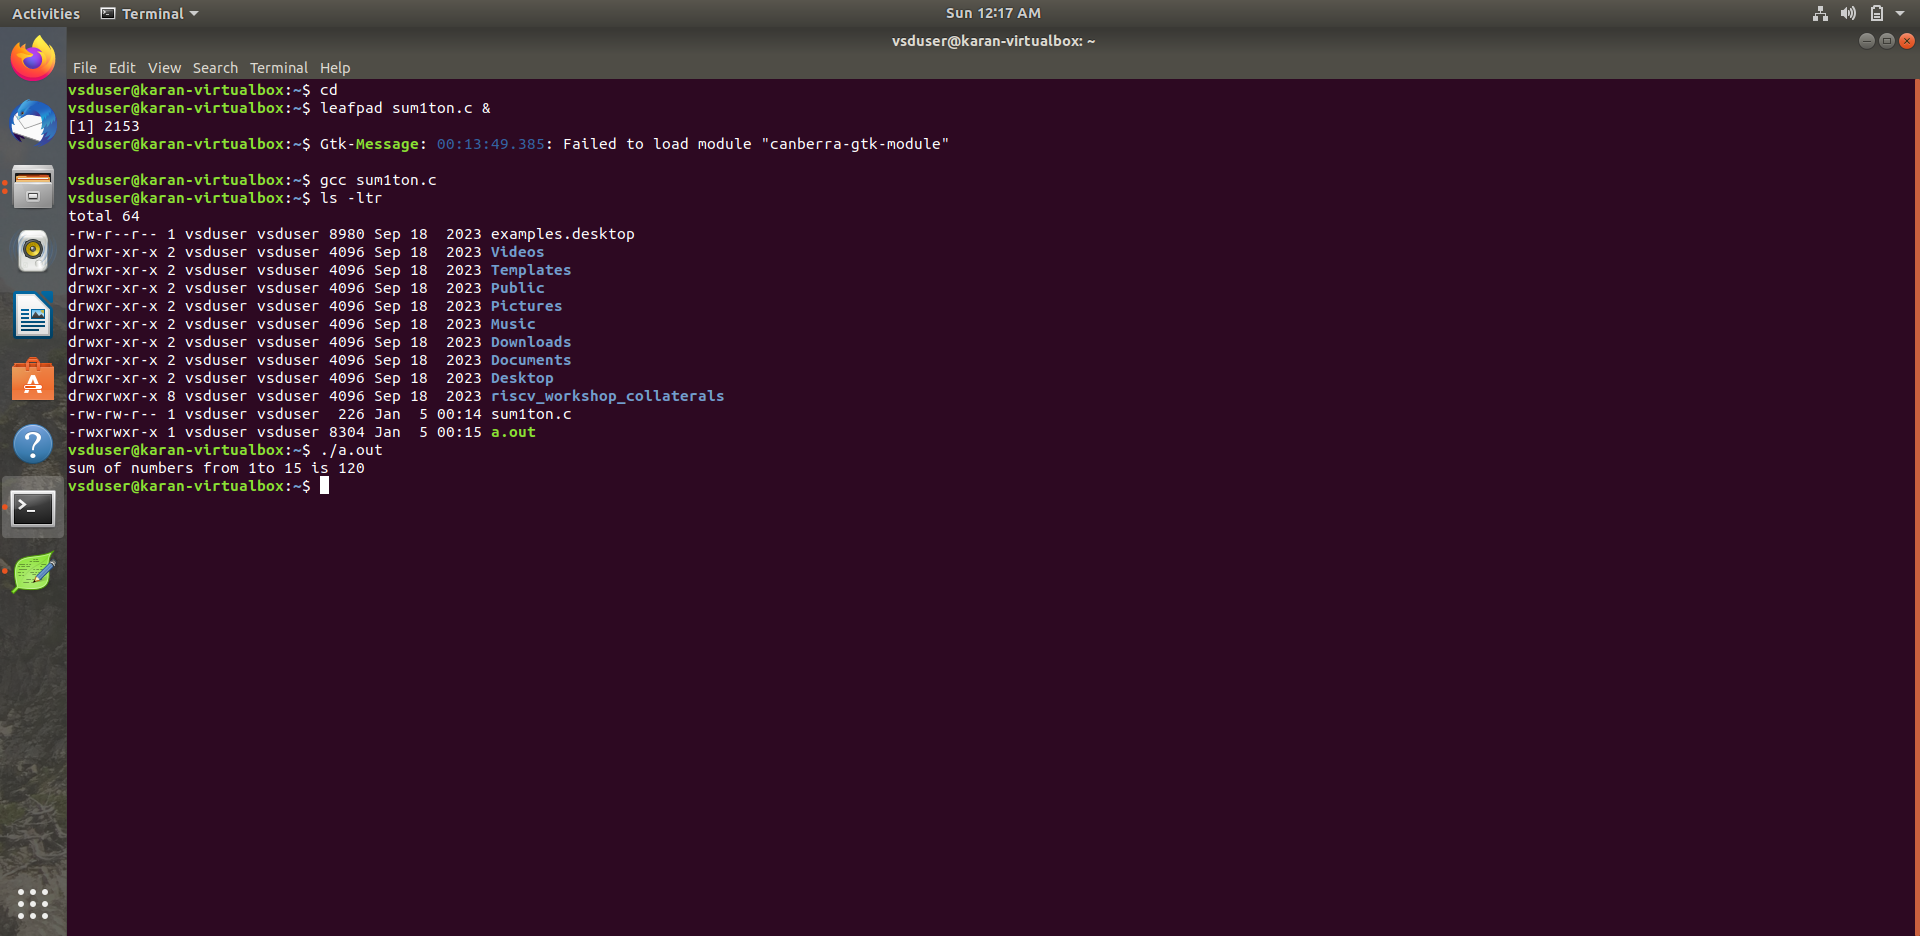 Activities Terminal Sun 12:17 AM
vsduser@karan-virtualbox: ~
File Edit View Search Terminal Help
vsduser@karan-virtualbox:~$ cd
vsduser@karan-virtualbox:~$ leafpad sum1ton.c &
[1] 2153
vsduser@karan-virtualbox:~$ Gtk-Message: 00:13:49.385: Failed to load module "canberra-gtk-module"
vsduser@karan-virtualbox:~$ gcc sum1ton.c
vsduser@karan-virtualbox:~$ ls -ltr
total 64
-rw-r--r-- 1 vsduser vsduser 8980 Sep 18  2023 examples.desktop
drwxr-xr-x 2 vsduser vsduser 4096 Sep 18  2023 Videos
drwxr-xr-x 2 vsduser vsduser 4096 Sep 18  2023 Templates
drwxr-xr-x 2 vsduser vsduser 4096 Sep 18  2023 Public
drwxr-xr-x 2 vsduser vsduser 4096 Sep 18  2023 Pictures
drwxr-xr-x 2 vsduser vsduser 4096 Sep 18  2023 Music
drwxr-xr-x 2 vsduser vsduser 4096 Sep 18  2023 Downloads
drwxr-xr-x 2 vsduser vsduser 4096 Sep 18  2023 Documents
drwxr-xr-x 2 vsduser vsduser 4096 Sep 18  2023 Desktop
drwxrwxr-x 8 vsduser vsduser 4096 Sep 18  2023 riscv_workshop_collaterals
-rw-rw-r-- 1 vsduser vsduser  226 Jan  5 00:14 sum1ton.c
-rwxrwxr-x 1 vsduser vsduser 8304 Jan  5 00:15 a.out
vsduser@karan-virtualbox:~$ ./a.out
sum of numbers from 1to 15 is 120
vsduser@karan-virtualbox:~$